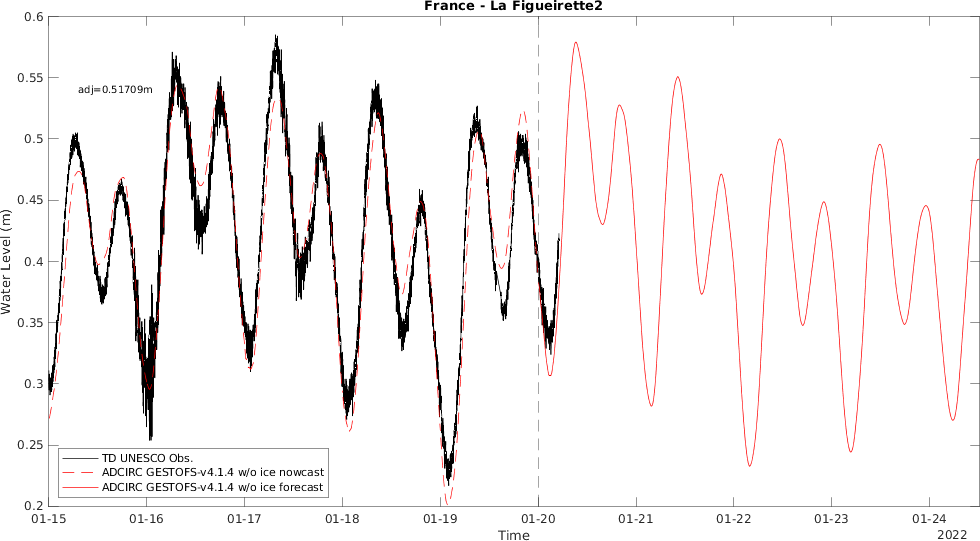 France - La Figueirette2
0.6
0.55
0.5
0.45
0.4
0.35
0.3
0.25
0.2
Water Level (m)
adj=0.51709m
TD UNESCO Obs.
ADCIRC GESTOFS-v4.1.4 w/o ice nowcast
ADCIRC GESTOFS-v4.1.4 w/o ice forecast
01-15 01-16 01-17 01-18 01-19 01-20 01-21 01-22 01-23 01-24
Time
2022